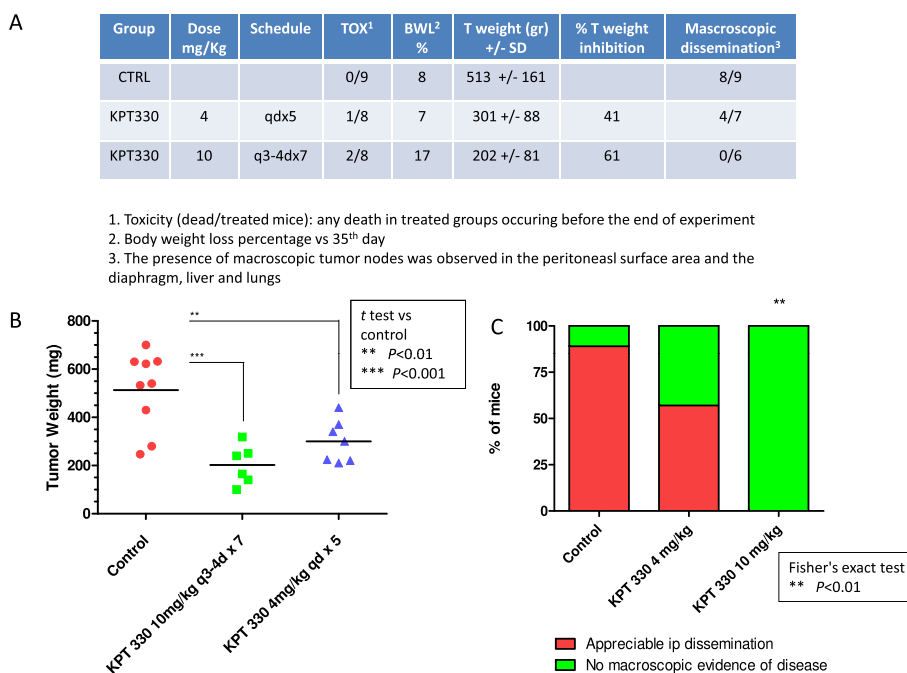 A
Group Dose mg/Kg Schedule TOX1 BWL2 % T weight (gr) +/- SD % T weight inhibition Mascroscopic dissemination3
CTRL 0/9 8 513 +/- 161 8/9
KPT330 4 qdx5 1/8 7 301 +/- 88 41 4/7
KPT330 10 q3-4dx7 2/8 17 202 +/- 81 61 0/6
1. Toxicity (dead/treated mice): any death in treated groups occuring before the end of experiment
2. Body weight loss percentage vs 35th day
3. The presence of macroscopic tumor nodes was observed in the peritoneasl surface area and the
diaphragm, liver and lungs
B
Tumor Weight (mg)
800
600
400
200
0
**
***
t test vs
control
** P<0.01
*** P<0.001
Control
KPT 330 10mg/kg q3-4d x 7
KPT 330 4mg/kg qd x 5
C
% of mice
100
75
50
25
0
**
Control
KPT 330 4 mg/kg
KPT 330 10 mg/kg
Fisher's exact test
** P<0.01
Appreciable ip dissemination
No macroscopic evidence of disease